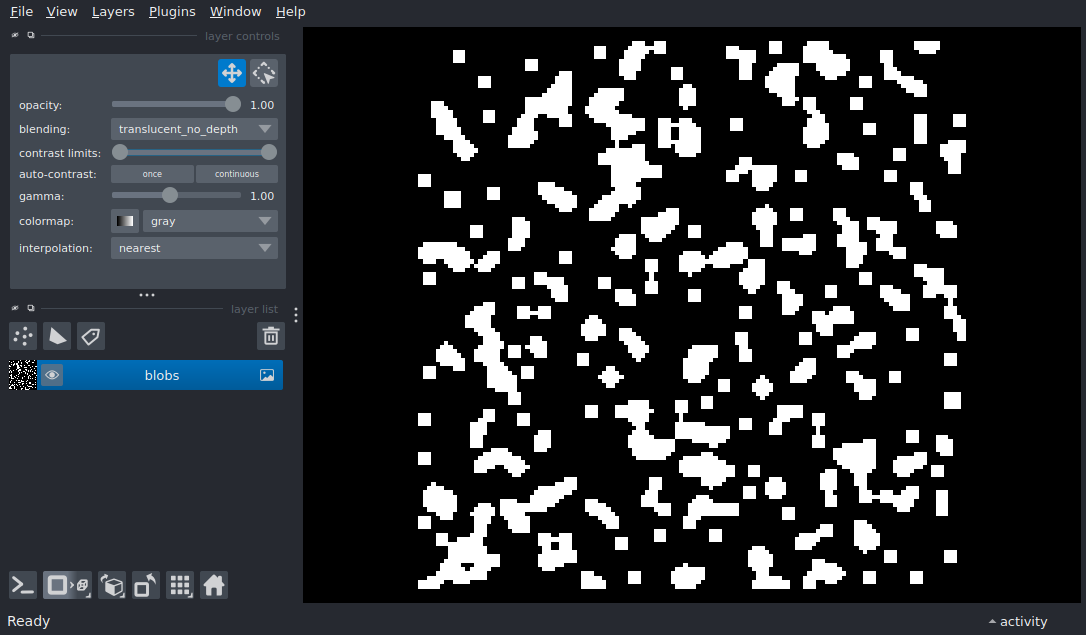 File View Layers Plugins Window Help
layer controls
opacity: 1.00
blending: translucent_no_depth
contrast limits:
auto-contrast: once continuous
gamma: 1.00
colormap: gray
interpolation: nearest
layer list
blobs
Ready activity